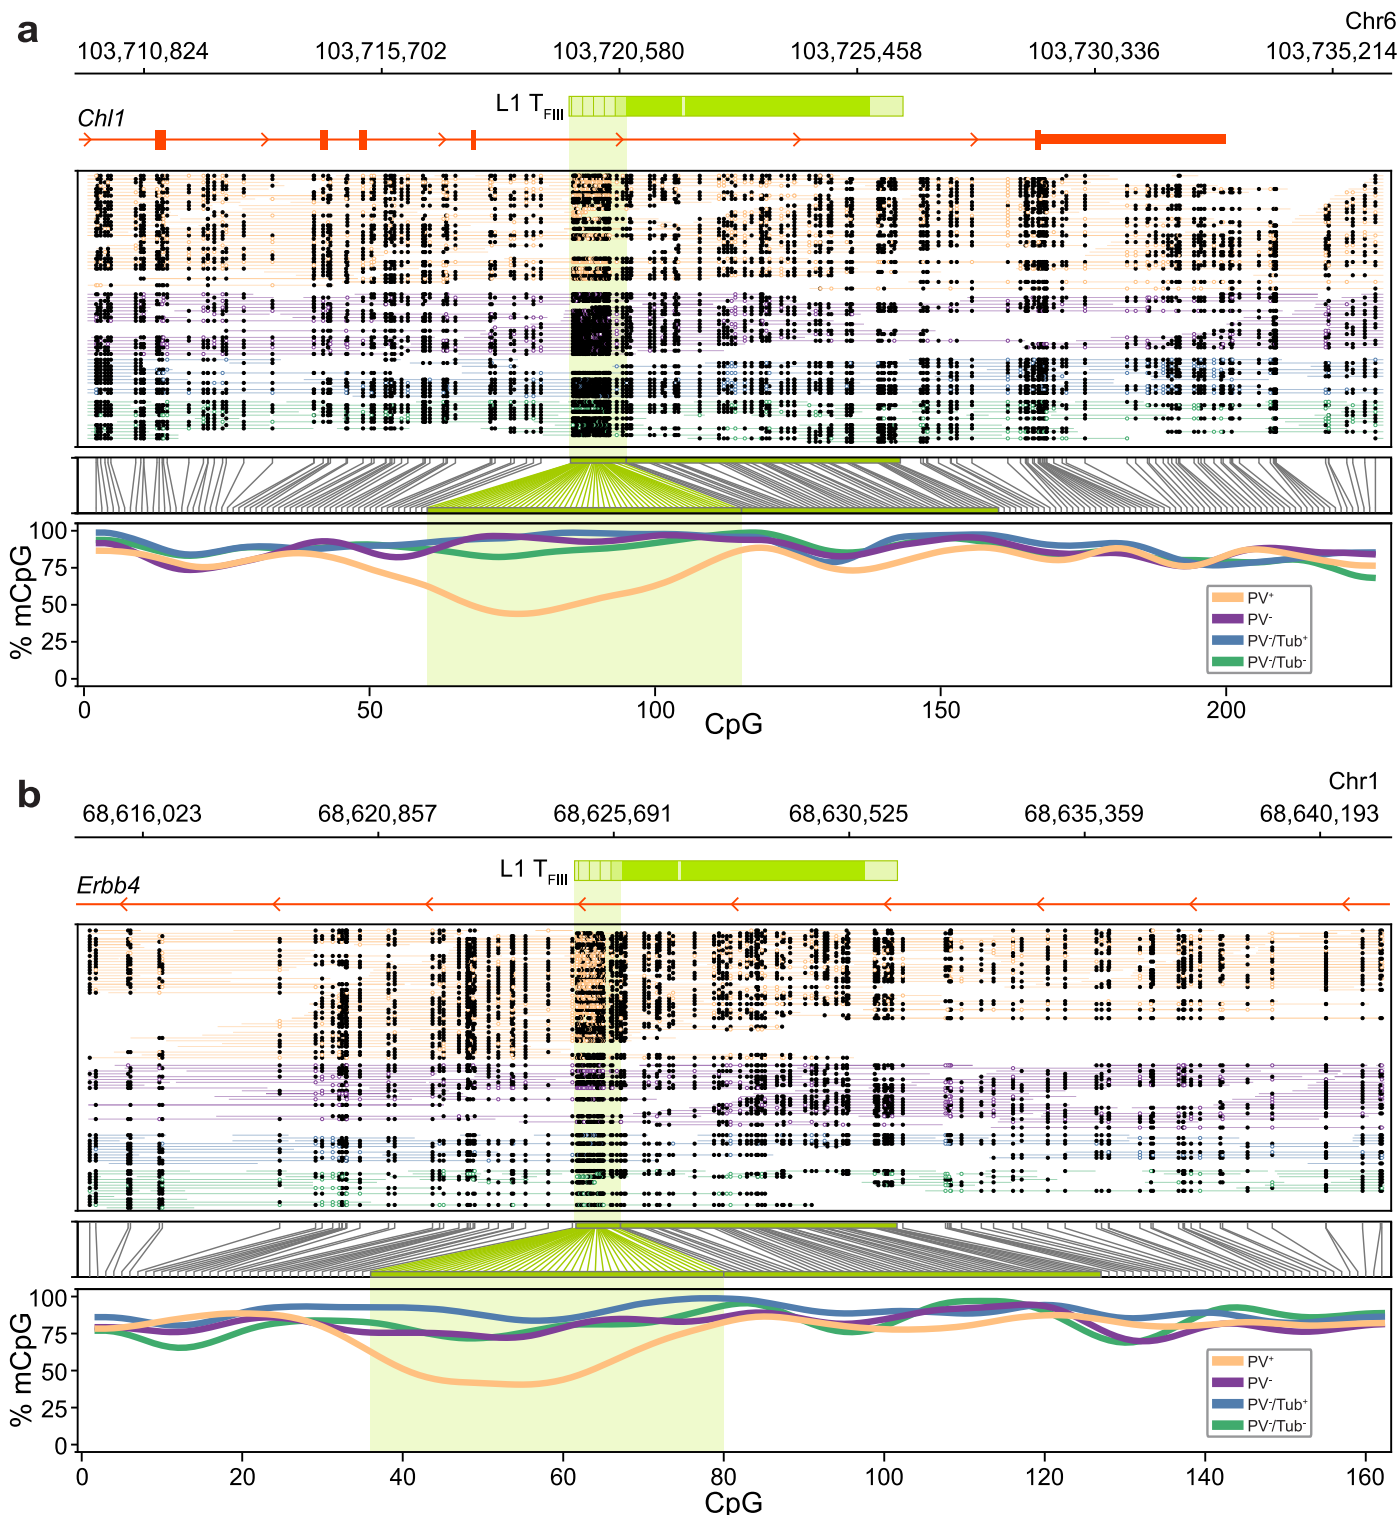 a
Chr6
103,710,824 103,715,702 103,720,580 103,725,458 103,730,336 103,735,214
L1 TFIII
Chl1
100
75
50
25
0
% mCpG
PV+
PV-
PV-/Tub+
PV-/Tub-
0 50 100 150 200
CpG
b
Chr1
68,616,023 68,620,857 68,625,691 68,630,525 68,635,359 68,640,193
L1 TFIII
Erbb4
100
75
50
25
0
% mCpG
PV+
PV-
PV-/Tub+
PV-/Tub-
0 20 40 60 80 100 120 140 160
CpG